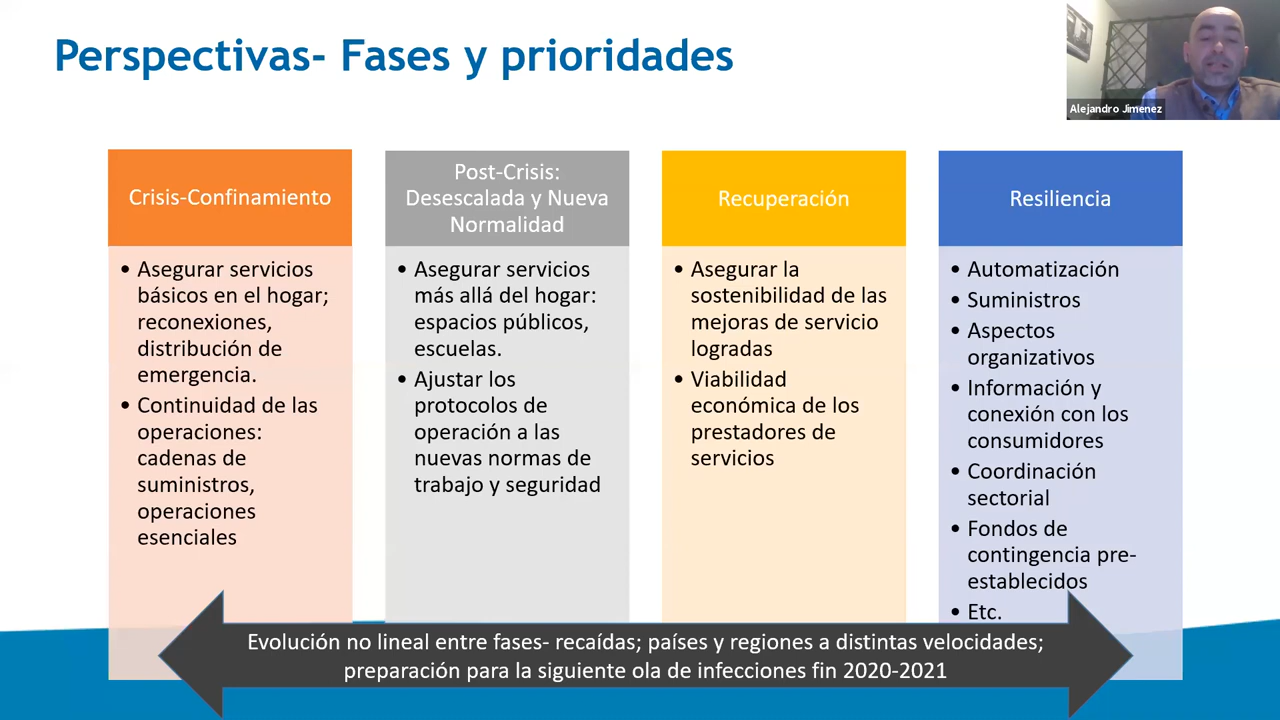 Perspectivas- Fases y prioridades
Alejandro Jimenez
Crisis-Confinamiento
• Asegurar servicios
básicos en el hogar;
reconexiones,
distribución de
emergencia.
• Continuidad de las
operaciones:
cadenas de
suministros,
operaciones
esenciales
Post-Crisis:
Desescalada y Nueva
Normalidad
• Asegurar servicios
más allá del hogar:
espacios públicos,
escuelas.
• Ajustar los
protocolos de
operación a las
nuevas normas de
trabajo y seguridad
Recuperación
• Asegurar la
sostenibilidad de las
mejoras de servicio
logradas
• Viabilidad
económica de los
prestadores de
servicios
Resiliencia
• Automatización
• Suministros
• Aspectos
organizativos
• Información y
conexión con los
consumidores
• Coordinación
sectorial
• Fondos de
contingencia pre-
establecidos
• Etc.
Evolución no lineal entre fases- recaídas; países y regiones a distintas velocidades;
preparación para la siguiente ola de infecciones fin 2020-2021